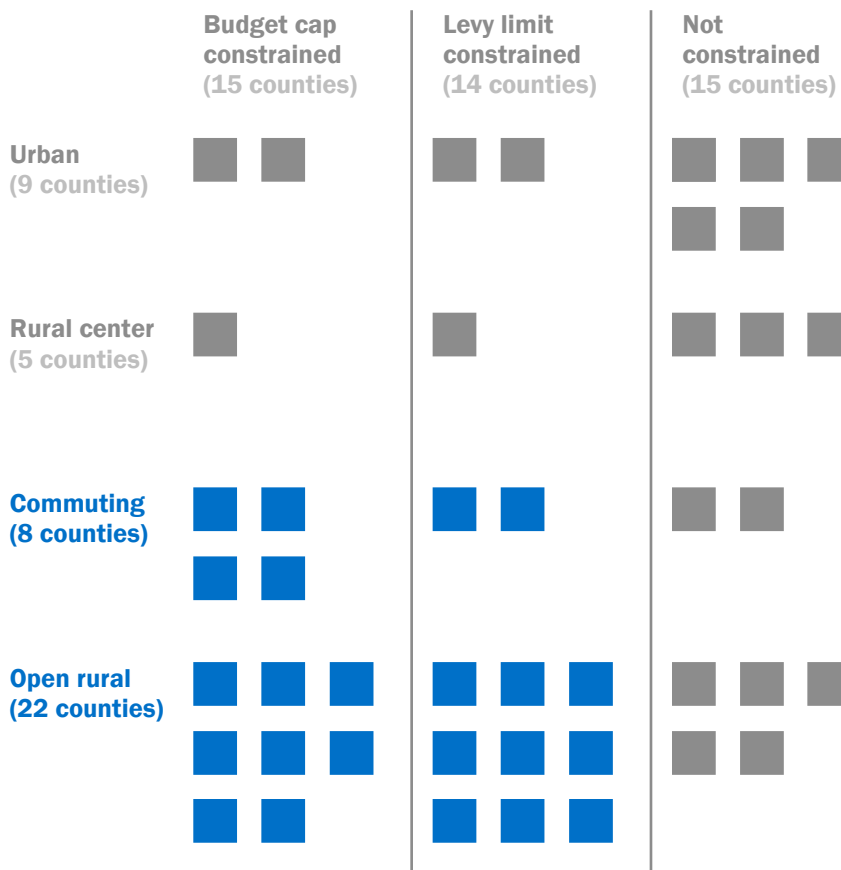 Budget cap
constrained
(15 counties)
Levy limit
constrained
(14 counties)
Not
constrained
(15 counties)
Urban
(9 counties)
Rural center
(5 counties)
Commuting
(8 counties)
Open rural
(22 counties)